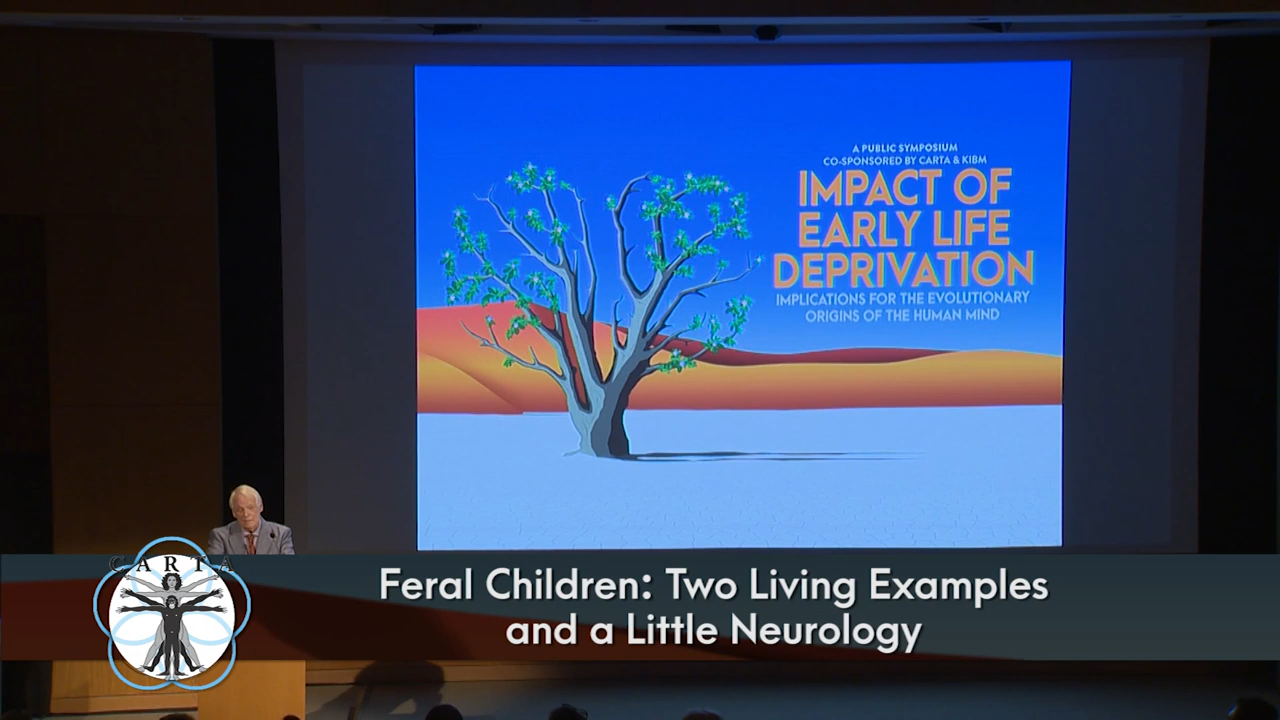 A PUBLIC SYMPOSIUM
CO-SPONSORED BY CARTA & KIBM
IMPACT OF
EARLY LIFE
DEPRIVATION
IMPLICATIONS FOR THE EVOLUTIONARY
ORIGINS OF THE HUMAN MIND
CARTA
Feral Children: Two Living Examples
and a Little Neurology